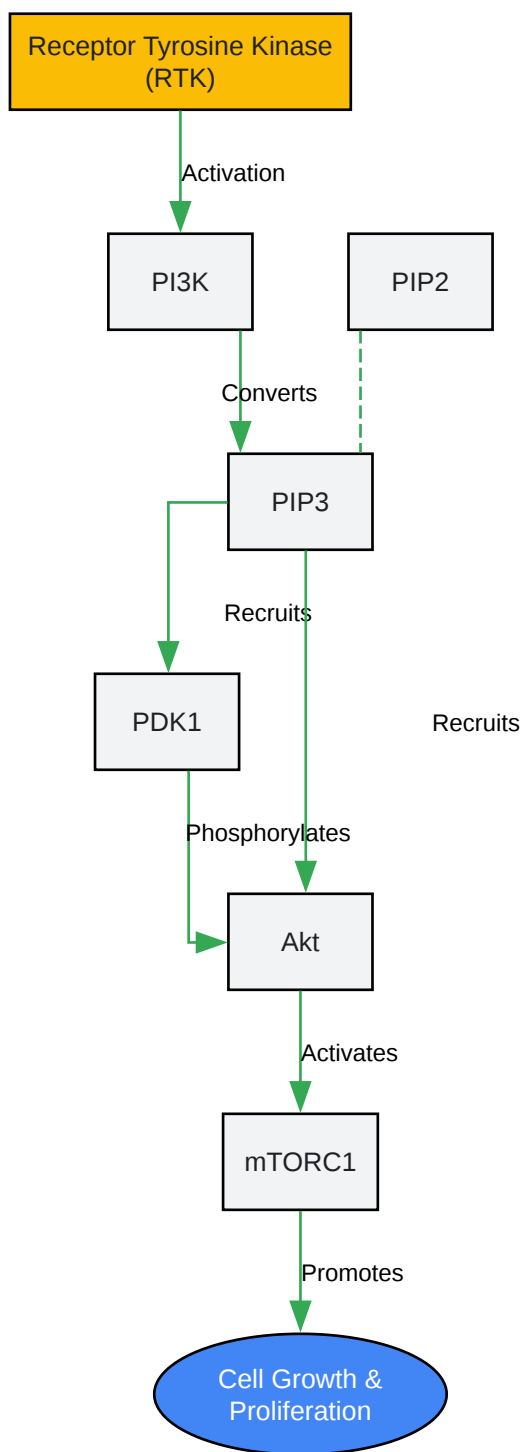 Receptor Tyrosine Kinase
(RTK)
Activation
PI3K
PIP2
Converts
PIP3
Recruits
PDK1
Recruits
Phosphorylates
Akt
Activates
mTORC1
Promotes
Cell Growth &
Proliferation